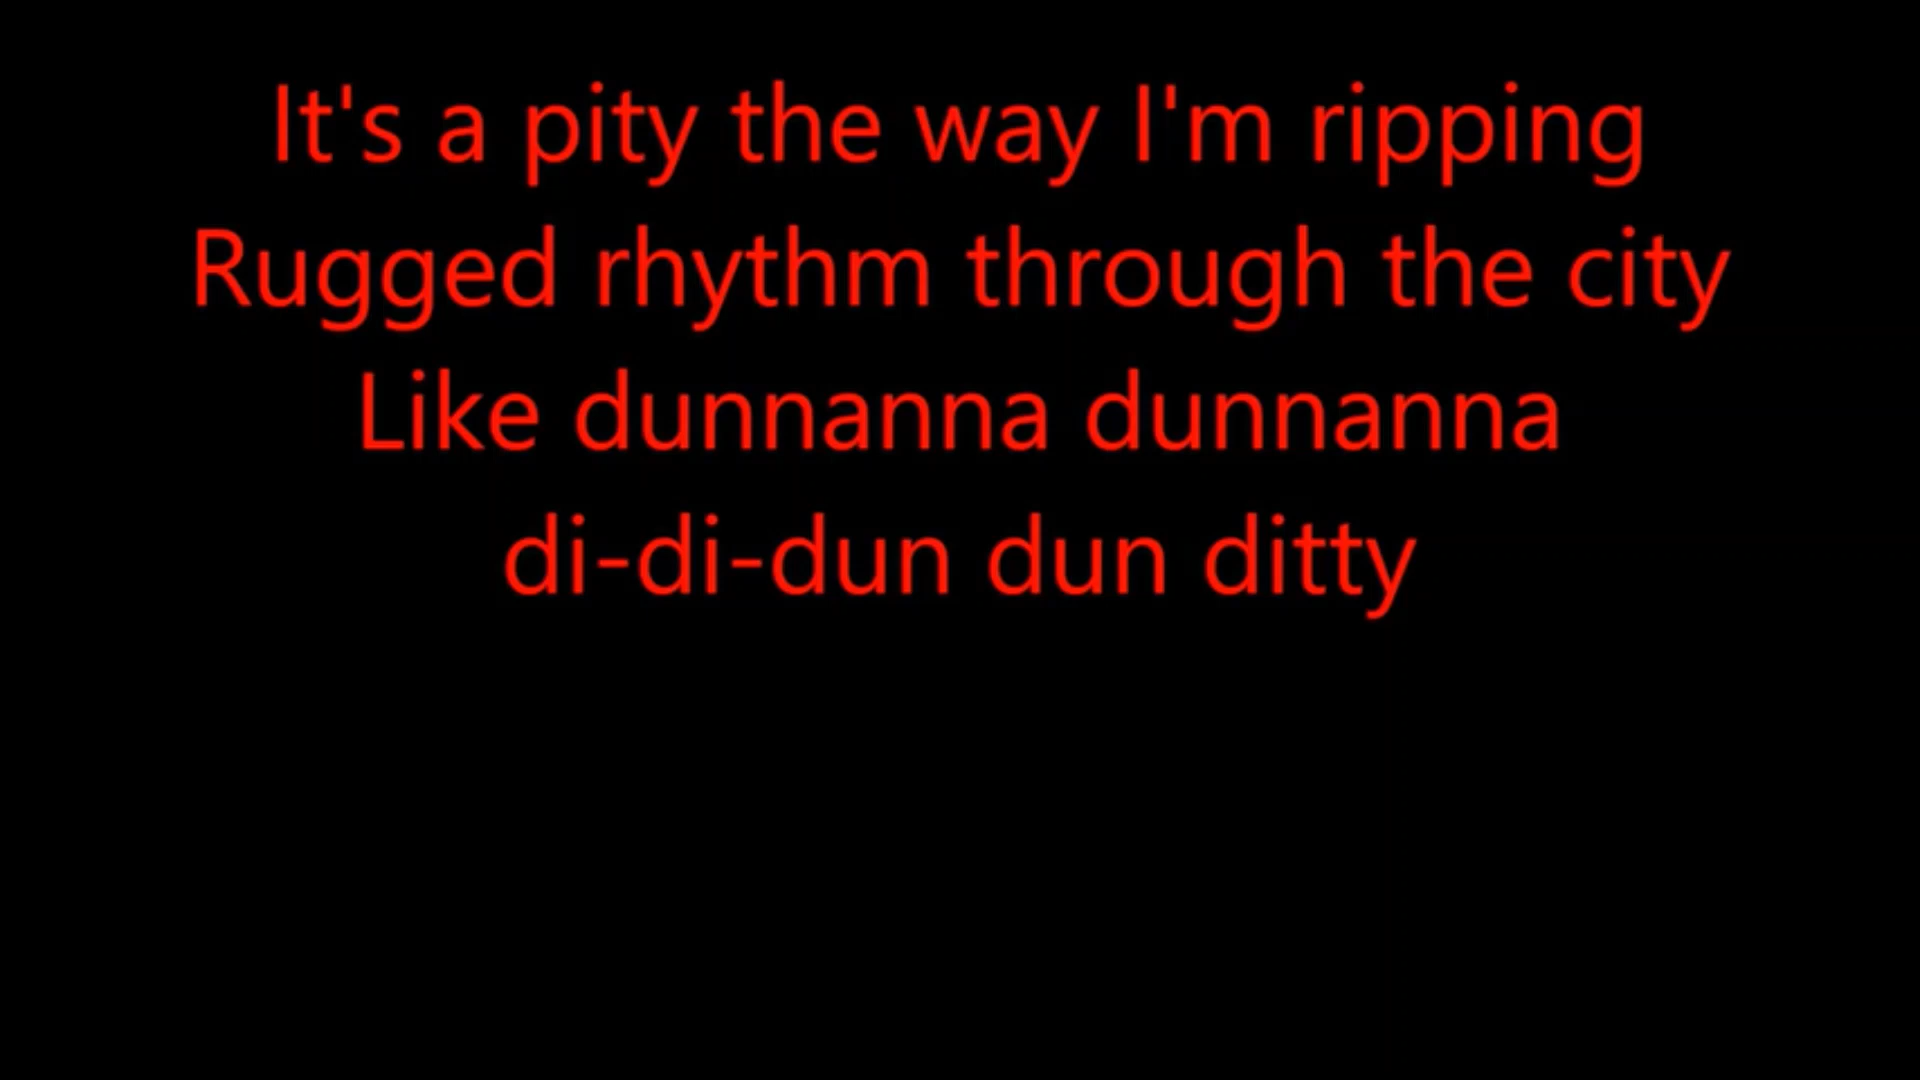 It's a pity the way I'm ripping
Rugged rhythm through the city
Like dunnanna dunnanna
di-di-dun dun ditty